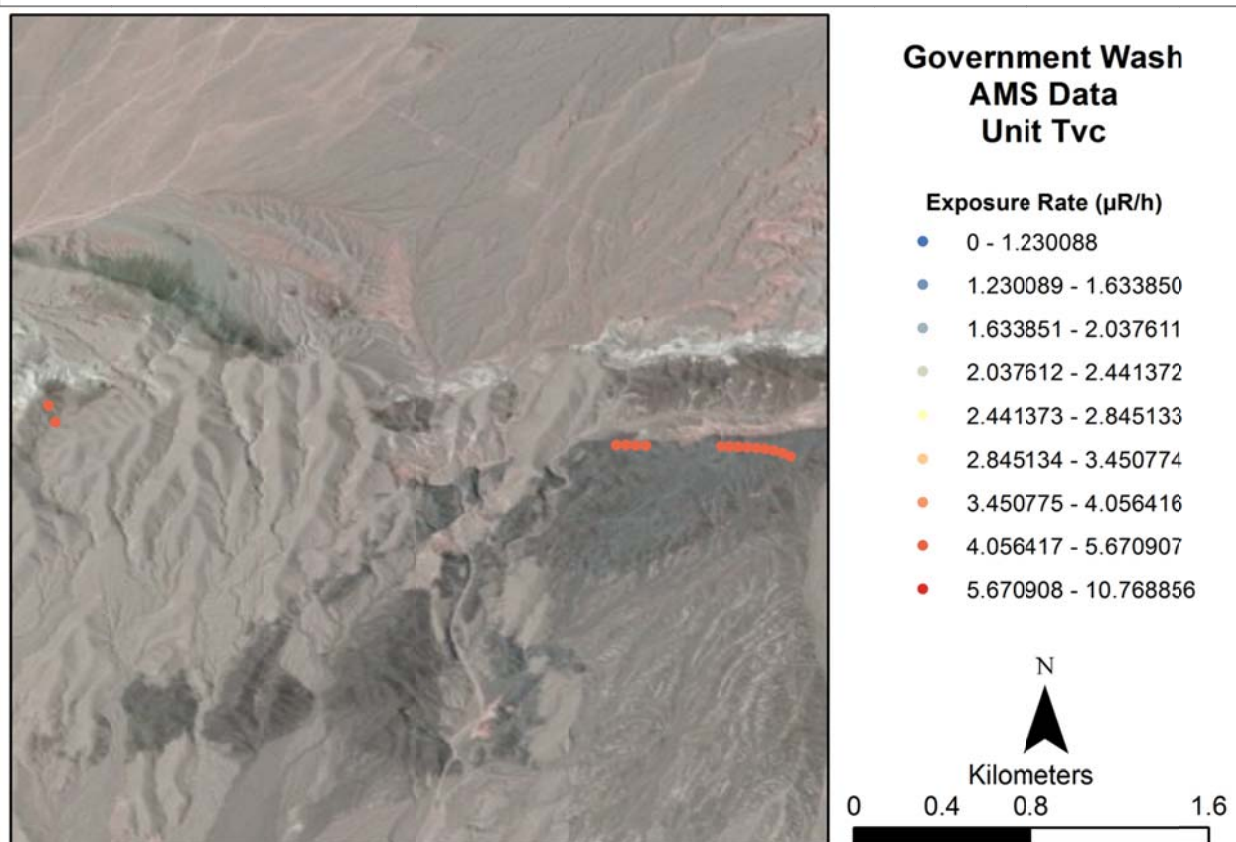 Government Wash
AMS Data
Unit Tvc
Exposure Rate (µR/h)
0 - 1.230088
1.230089 - 1.633850
1.633851 - 2.037611
2.037612 - 2.441372
2.441373 - 2.845133
2.845134 - 3.450774
3.450775 - 4.056416
4.056417 - 5.670907
5.670908 - 10.768856
N
Kilometers
0 0.4 0.8 1.6